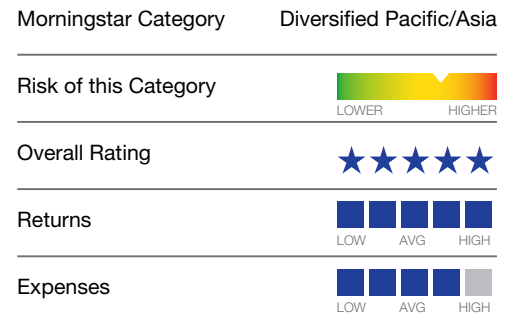 Morningstar Category Diversified Pacific/Asia
Risk of this Category
LOWER HIGHER
Overall Rating
Returns
LOW AVG HIGH
Expenses
LOW AVG HIGH